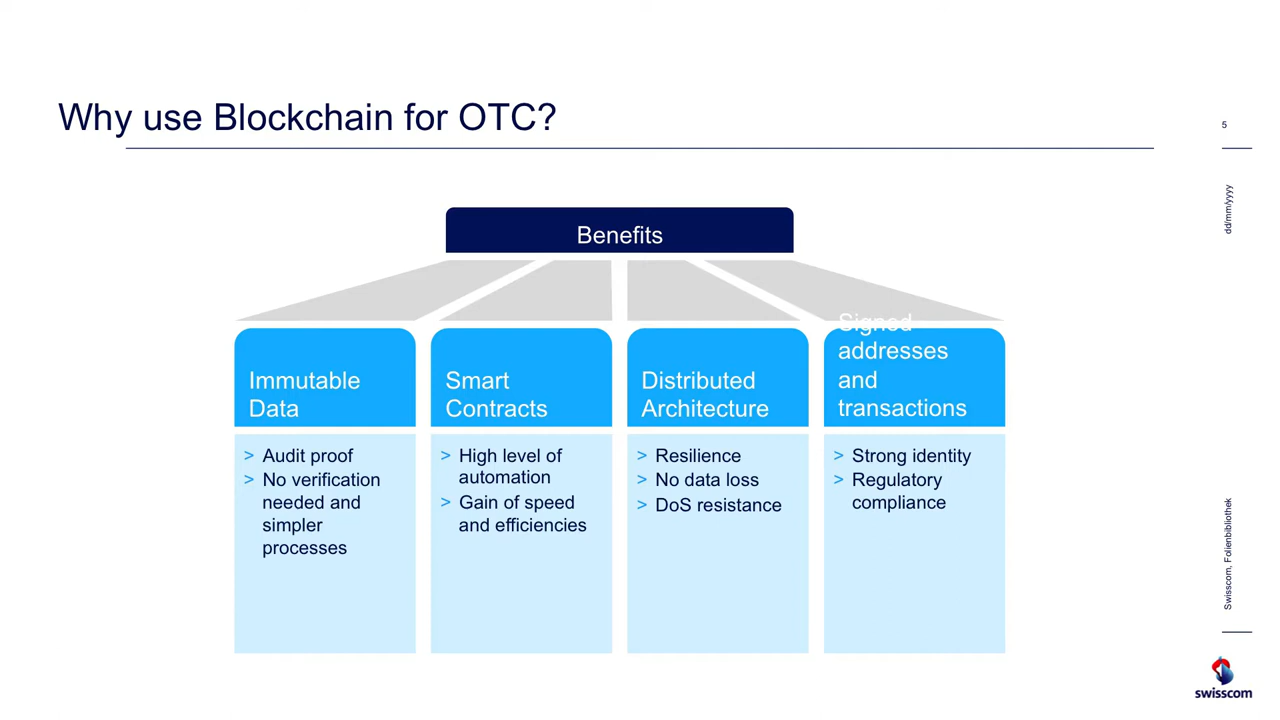 Why use Blockchain for OTC?
5
dd/mm/yyyy
Benefits
Immutable
Data
> Audit proof
> No verification
needed and
simpler
processes
Smart
Contracts
> High level of
automation
> Gain of speed
and efficiencies
Distributed
Architecture
> Resilience
> No data loss
> DoS resistance
Signed
addresses
and
transactions
> Strong identity
> Regulatory
compliance
Swisscom, Folienbibliothek
swisscom